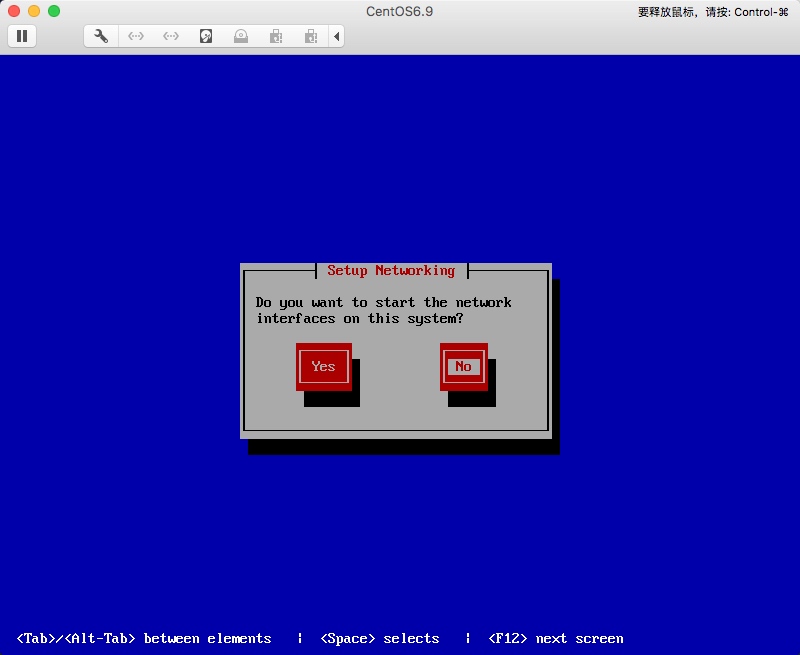 CentOS6.9
要释放鼠标，请按: Control-⌘
Setup Networking
Do you want to start the network
interfaces on this system?
Yes
No
<Tab>/<Alt-Tab> between elements | <Space> selects | <F12> next screen